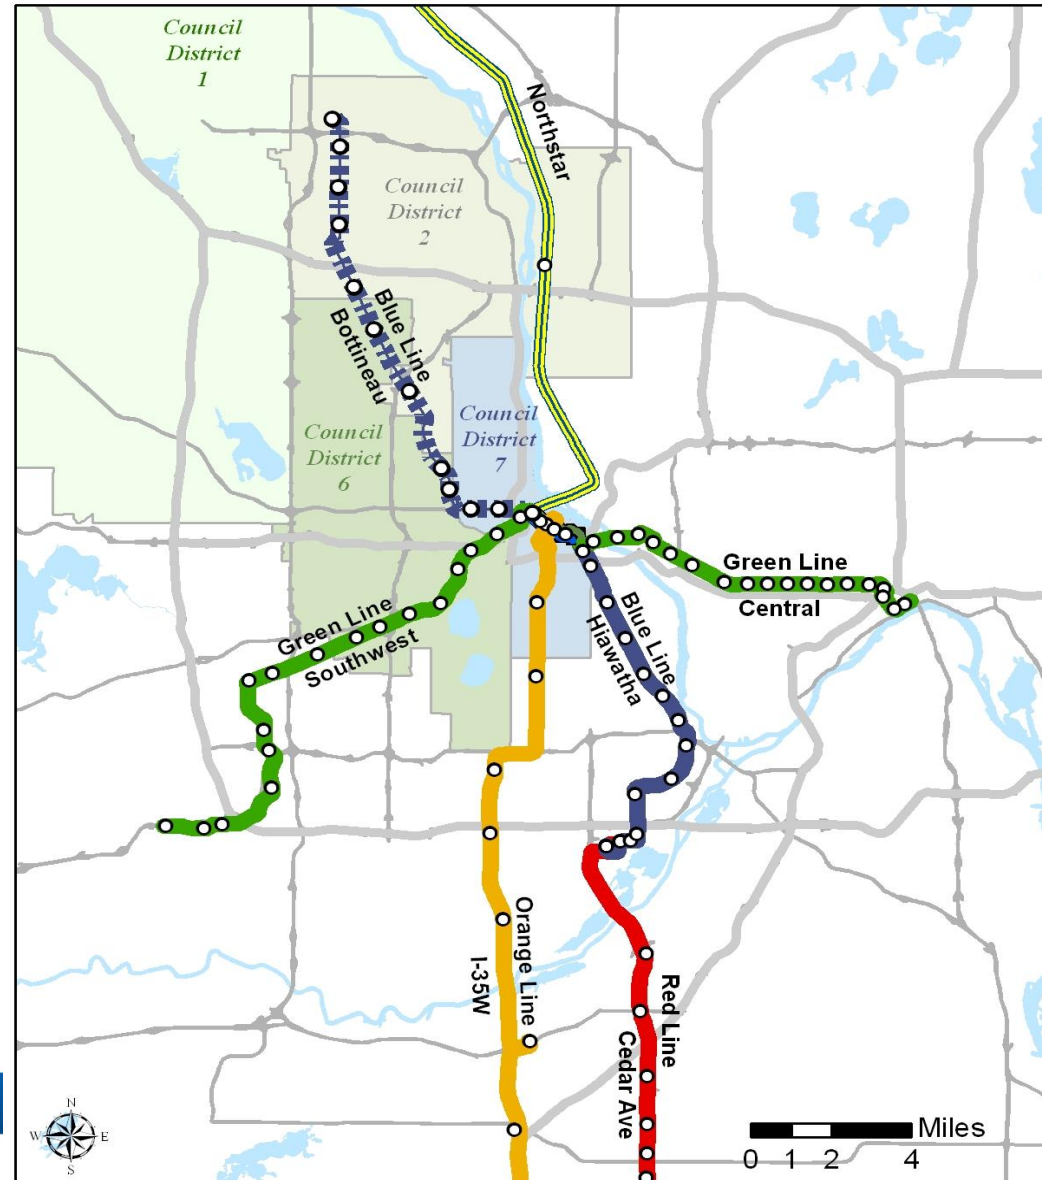 Council
District
1
Northstar
Council
District
2
Blue Line
Bottineau
Council
District
7
Council
District
6
Green Line
Central
Green Line
Southwest
Blue Line
Hiawatha
Orange Line
I-35W
Red Line
Cedar Ave
N
W E
S
Miles
0 1 2 4